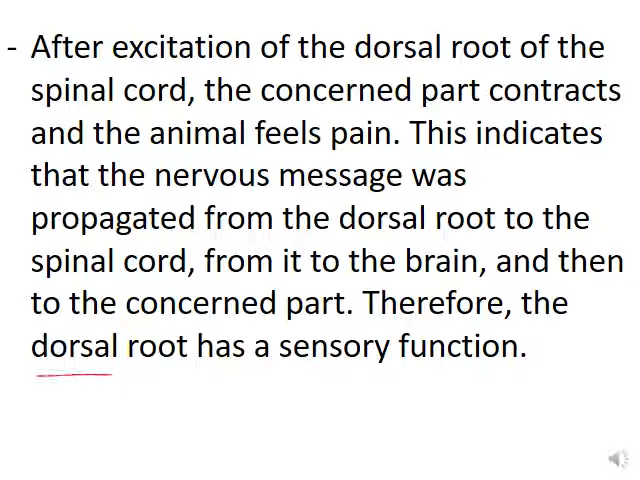 - After excitation of the dorsal root of the
spinal cord, the concerned part contracts
and the animal feels pain. This indicates
that the nervous message was
propagated from the dorsal root to the
spinal cord, from it to the brain, and then
to the concerned part. Therefore, the
dorsal root has a sensory function.